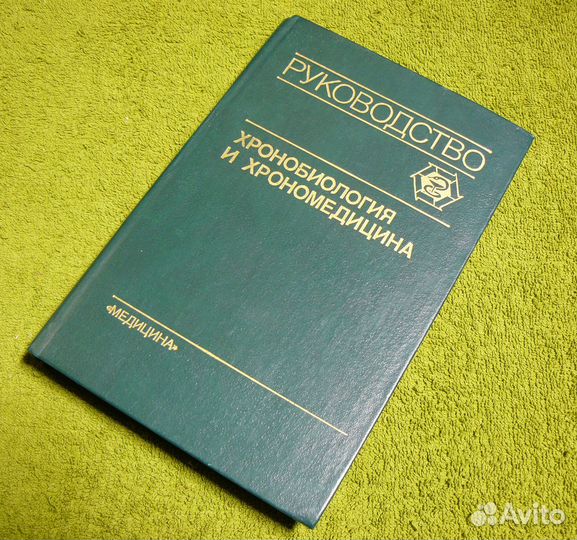 РУКОВОДСТВО
ХРОНОБИОЛОГИЯ
И ХРОНОМЕДИЦИНА
«МЕДИЦИНА»
Avito